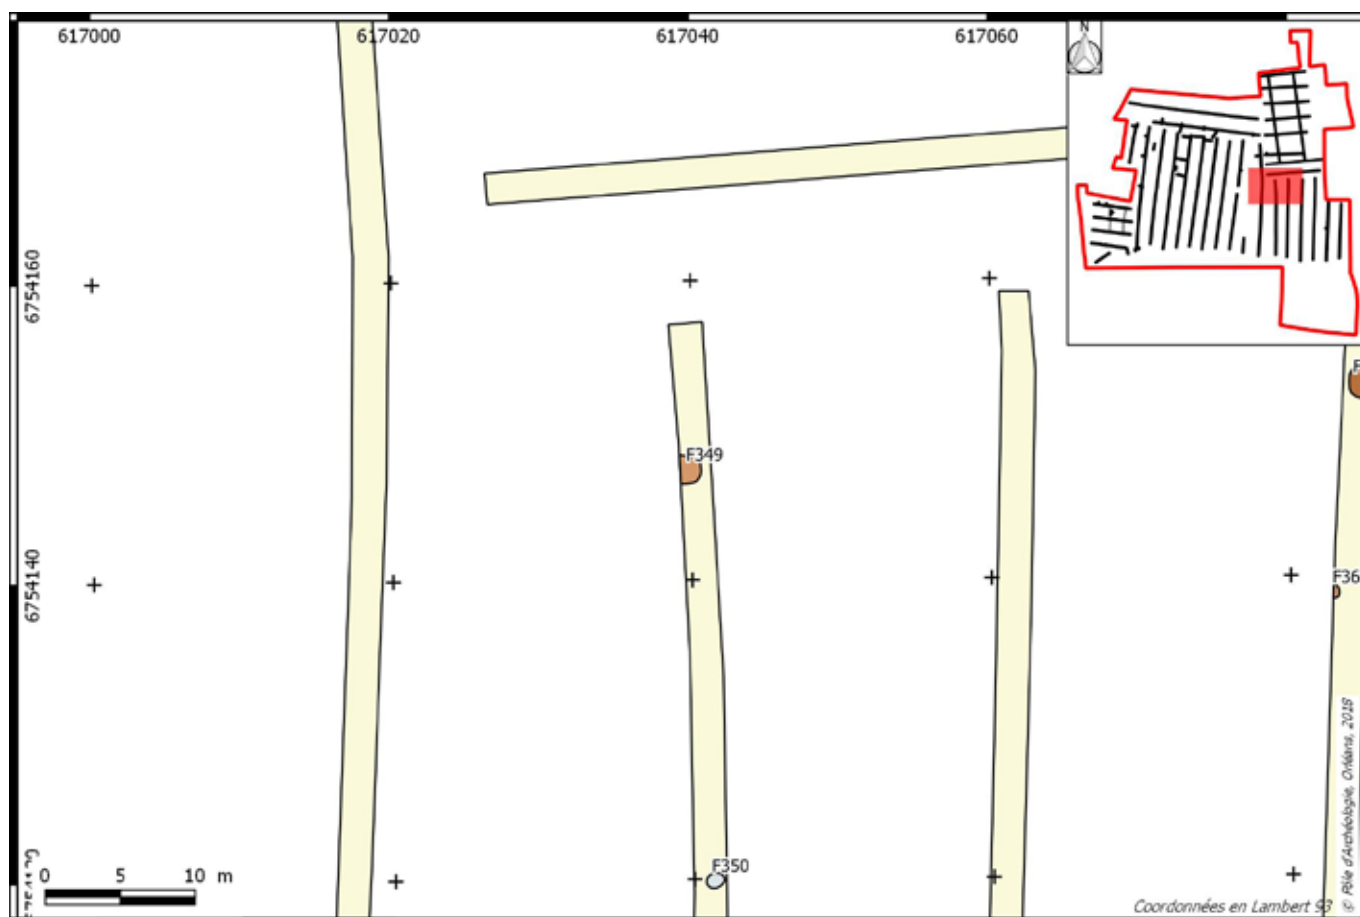 617000 617020 617040 617060
N
6754160
F349
6754140
F36
F350
0 5 10 m
Coordonnées en Lambert 93
© Pôle d'Archéologie, Orléans, 2018